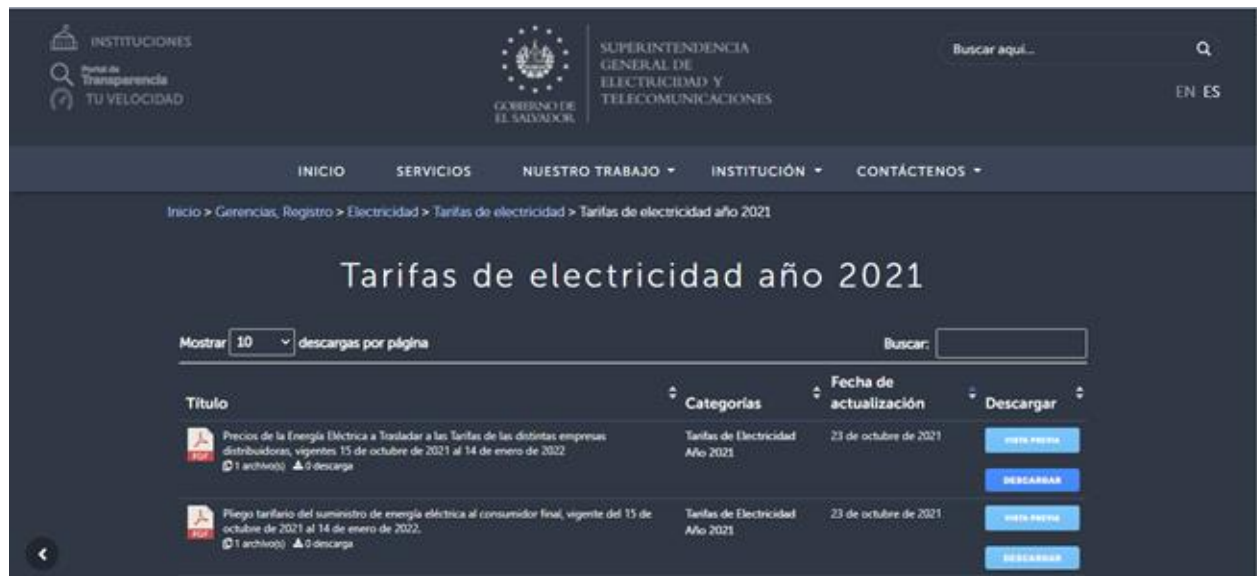 INSTITUCIONES
Portal de
Transparencia
TU VELOCIDAD
GOBIERNO DE
EL SALVADOR
SUPERINTENDENCIA
GENERAL DE
ELECTRICIDAD Y
TELECOMUNICACIONES
Buscar aquí...
EN ES
INICIO SERVICIOS NUESTRO TRABAJO INSTITUCIÓN CONTÁCTENOS
Inicio > Gerencias, Registro > Electricidad > Tarifas de electricidad > Tarifas de electricidad año 2021
Tarifas de electricidad año 2021
Mostrar 10 descargas por página Buscar:
Título Categorías Fecha de actualización Descargar
PDF
Precios de la Energía Eléctrica a Trasladar a las Tarifas de las distintas empresas
distribuidoras, vigentes 15 de octubre de 2021 al 14 de enero de 2022
1 archivo(s) 0 descarga
Tarifas de Electricidad
Año 2021
23 de octubre de 2021
VISTA PREVIA
DESCARGAR
PDF
Pliego tarifario del suministro de energía eléctrica al consumidor final, vigente del 15 de
octubre de 2021 al 14 de enero de 2022.
1 archivo(s) 0 descarga
Tarifas de Electricidad
Año 2021
23 de octubre de 2021
VISTA PREVIA
DESCARGAR